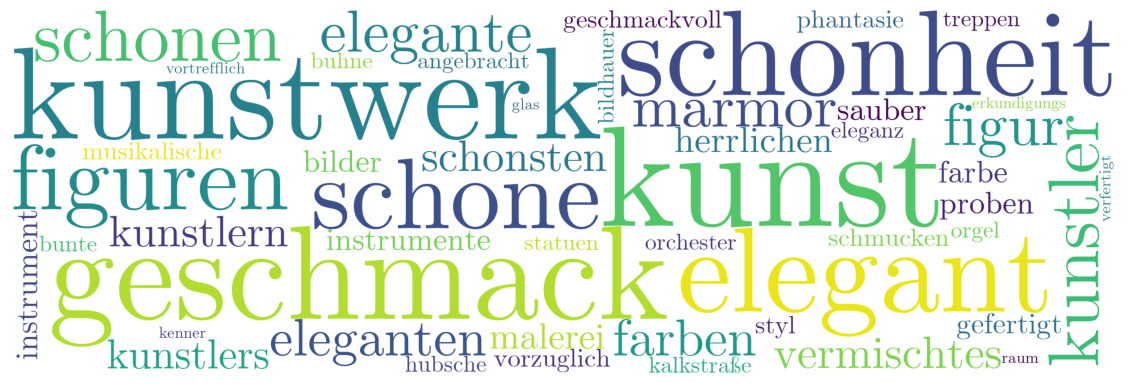 geschmackvoll
phantasie
treppen
schonen
elegante
schonheit
buhne
angebracht
vortrefflich
bildhauer
kunstwerk
glas
marmor
sauber
erkundigungs
figur
herrlichen
eleganz
kunstler
musikalische
bilder
schonsten
kunst
figuren
schone
farbe
verfertigt
proben
instrument
bunte
kunstlern
instrumente
statuen
orchester
schmucken
orgel
geschmack
elegant
kenner
eleganten
malerei
farben
styl
gefertigt
kunstlers
hubsche
vorzuglich
kalkstraße
vermischtes
raum